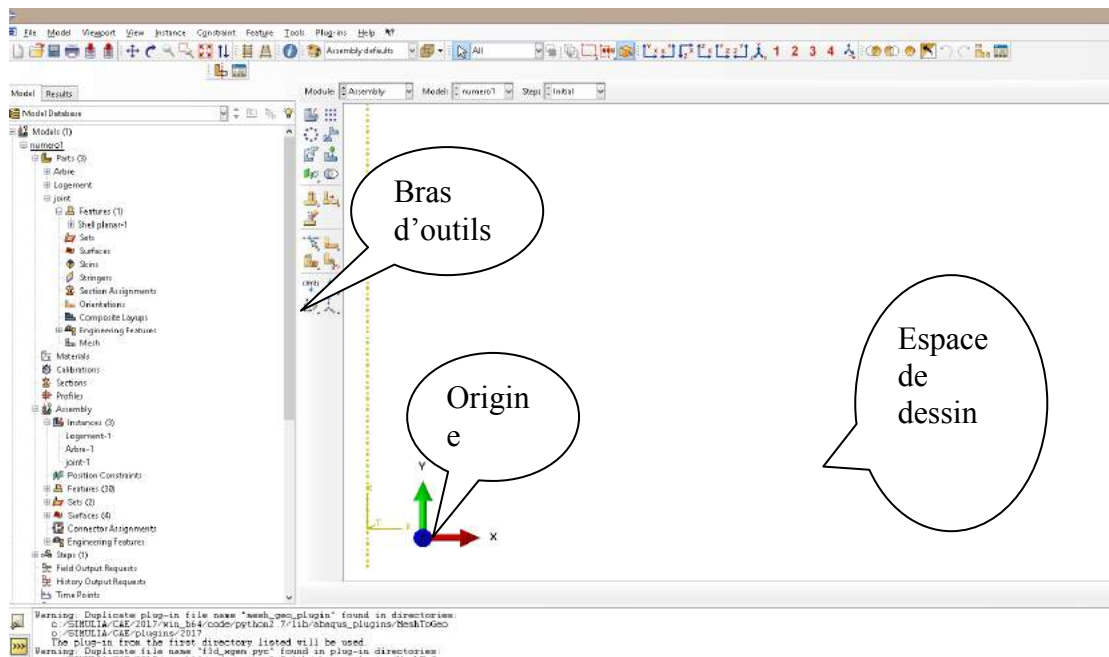 File Model Viewport View Instance Constraint Feature Tools Plug-ins Help
Assembly defaults All 1 2 3 4
Model Results
Module: Assembly Model: numero1 Step: Initial
Model Database
Models (1)
numero1
Parts (3)
Arbre
Logement
joint
Features (1)
Shell planar-1
Sets
Surfaces
Skins
Stringers
Section Assignments
Orientations
Composite Layups
Engineering Features
Mesh
Materials
Calibrations
Sections
Profiles
Assembly
Instances (3)
Logement-1
Arbre-1
joint-1
Position Constraints
Features (30)
Sets (2)
Surfaces (4)
Connector Assignments
Engineering Features
Steps (1)
Field Output Requests
History Output Requests
Time Points
Bras
d'outils
Origin
e
Espace
de
dessin
Y
X
Warning: Duplicate plug-in file name "mesh_geo_plugin" found in directories:
o:/SIMULIA/CAE/2017/win_b64/code/python2.7/lib/abaqus_plugins/MeshToGeo
o:/SIMULIA/CAE/plugins/2017
The plug-in from the first directory listed will be used.
Warning: Duplicate file name "f3d_xgen.pyc" found in plug-in directories: